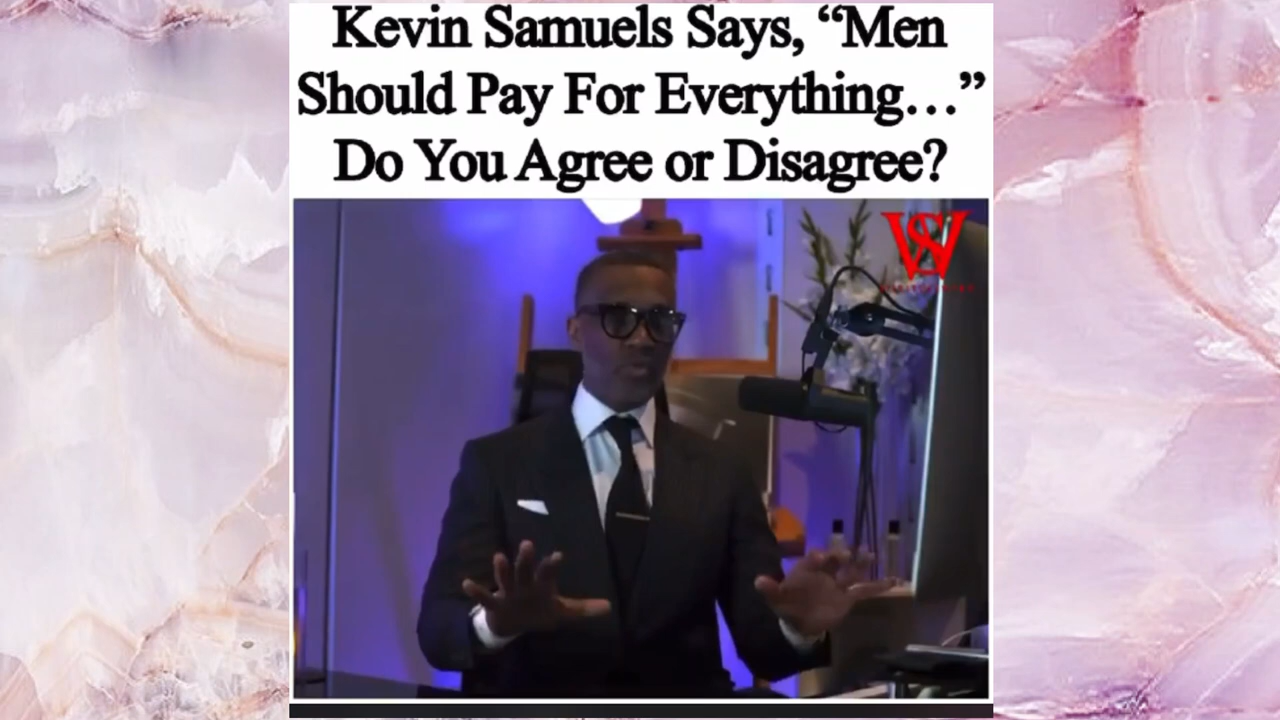 Kevin Samuels Says, “Men
Should Pay For Everything…”
Do You Agree or Disagree?